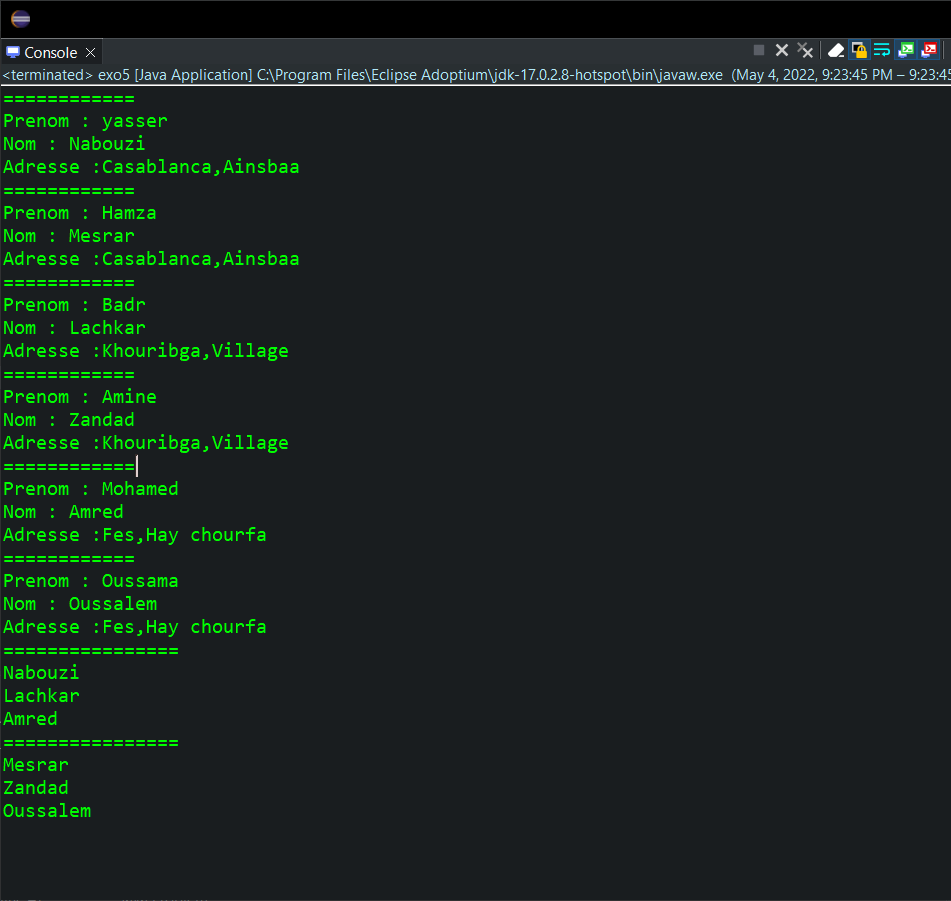 Console
<terminated> exo5 [Java Application] C:\Program Files\Eclipse Adoptium\jdk-17.0.2.8-hotspot\bin\javaw.exe (May 4, 2022, 9:23:45 PM – 9:23:45
============
Prenom : yasser
Nom : Nabouzi
Adresse :Casablanca,Ainsbaa
============
Prenom : Hamza
Nom : Mesrar
Adresse :Casablanca,Ainsbaa
============
Prenom : Badr
Nom : Lachkar
Adresse :Khouribga,Village
============
Prenom : Amine
Nom : Zandad
Adresse :Khouribga,Village
============
Prenom : Mohamed
Nom : Amred
Adresse :Fes,Hay chourfa
============
Prenom : Oussama
Nom : Oussalem
Adresse :Fes,Hay chourfa
================
Nabouzi
Lachkar
Amred
================
Mesrar
Zandad
Oussalem